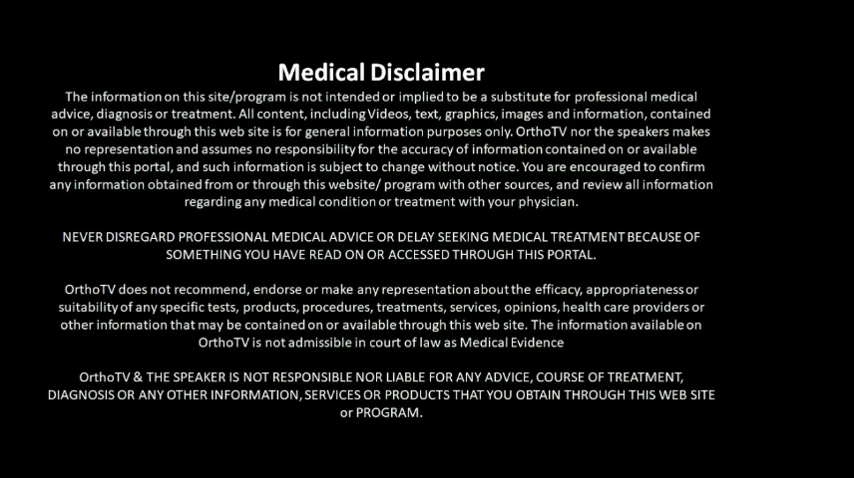 Medical Disclaimer
The information on this site/program is not intended or implied to be a substitute for professional medical
advice, diagnosis or treatment. All content, including Videos, text, graphics, images and information, contained
on or available through this web site is for general information purposes only. OrthoTV nor the speakers makes
no representation and assumes no responsibility for the accuracy of information contained on or available
through this portal, and such information is subject to change without notice. You are encouraged to confirm
any information obtained from or through this website/ program with other sources, and review all information
regarding any medical condition or treatment with your physician.
NEVER DISREGARD PROFESSIONAL MEDICAL ADVICE OR DELAY SEEKING MEDICAL TREATMENT BECAUSE OF
SOMETHING YOU HAVE READ ON OR ACCESSED THROUGH THIS PORTAL.
OrthoTV does not recommend, endorse or make any representation about the efficacy, appropriateness or
suitability of any specific tests, products, procedures, treatments, services, opinions, health care providers or
other information that may be contained on or available through this web site. The information available on
OrthoTV is not admissible in court of law as Medical Evidence
OrthoTV & THE SPEAKER IS NOT RESPONSIBLE NOR LIABLE FOR ANY ADVICE, COURSE OF TREATMENT,
DIAGNOSIS OR ANY OTHER INFORMATION, SERVICES OR PRODUCTS THAT YOU OBTAIN THROUGH THIS WEB SITE
or PROGRAM.